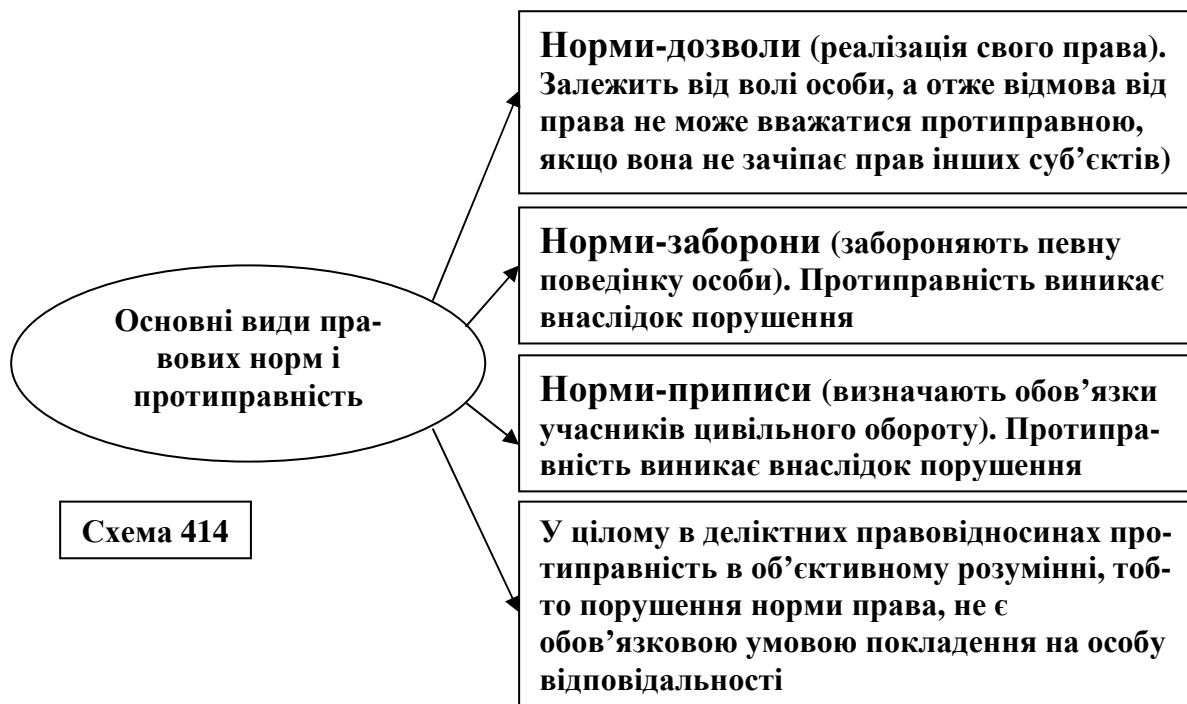 Норми-дозволи (реалізація свого права).
Залежить від волі особи, а отже відмова від
права не може вважатися протиправною,
якщо вона не зачіпає прав інших суб’єктів)
Норми-заборони (забороняють певну
поведінку особи). Протиправність виникає
внаслідок порушення
Основні види пра-
вових норм і
протиправність
Норми-приписи (визначають обов’язки
учасників цивільного обороту). Протипра-
вність виникає внаслідок порушення
Схема 414
У цілому в деліктних правовідносинах про-
типравність в об’єктивному розумінні, тоб-
то порушення норми права, не є
обов’язковою умовою покладення на особу
відповідальності